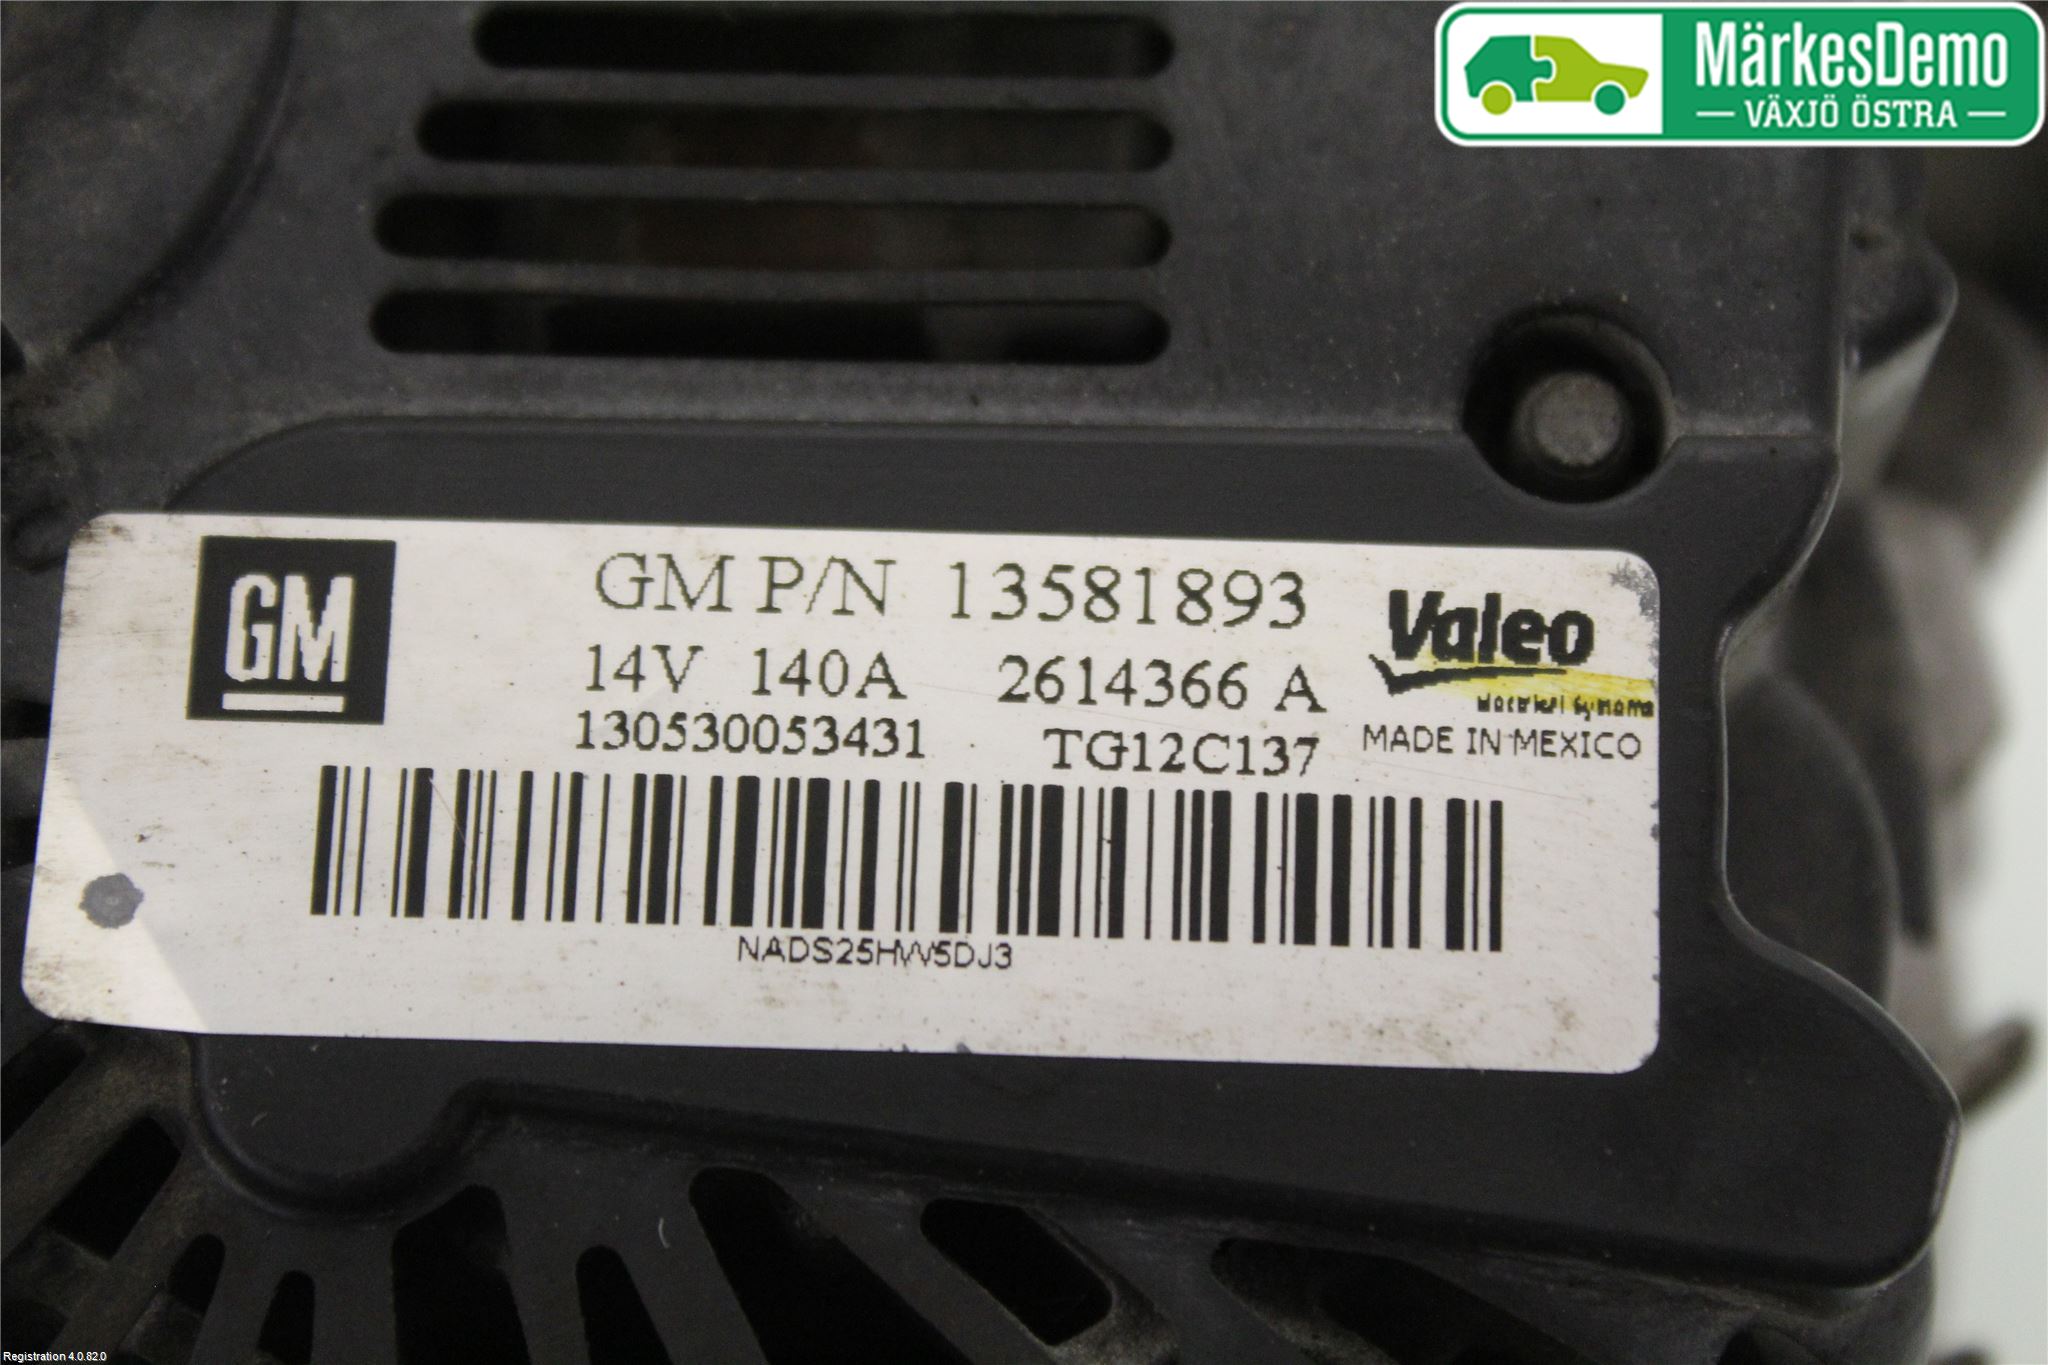 MärkesDemo
VÄXJÖ ÖSTRA
GM
GM P/N 13581893
14V 140A 2614366 A
130530053431 TG12C137
Valeo
MADE IN MEXICO
NADS25HW5DJ3
Registration 4.0.82.0